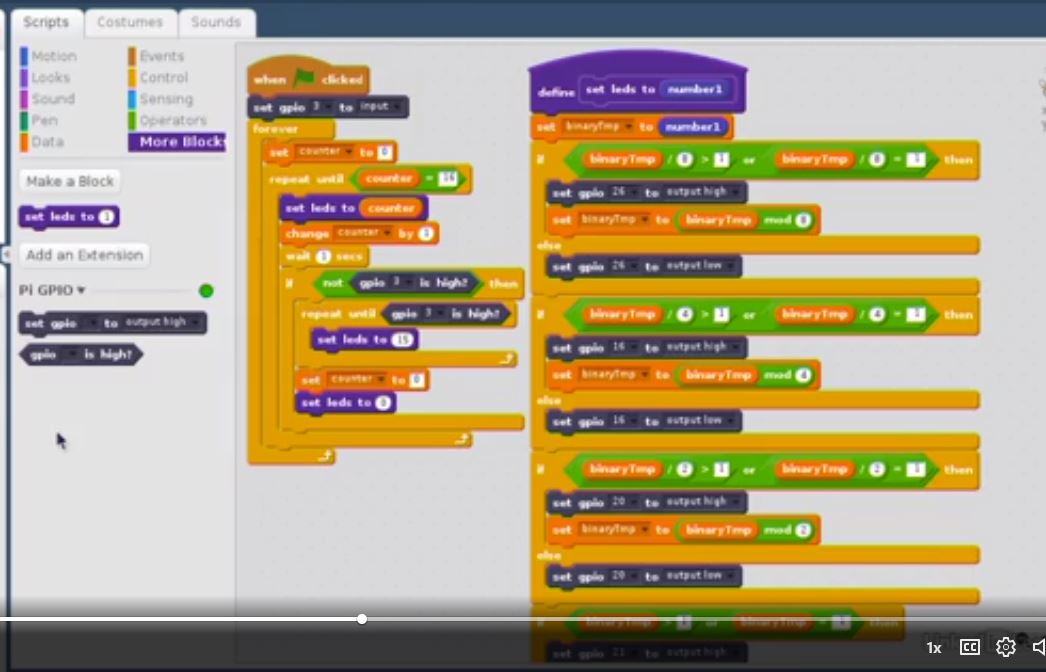 Scripts Costumes Sounds
Motion Events
Looks Control
Sound Sensing
Pen Operators
Data More Blocks
Make a Block
set leds to 1
Add an Extension
Pi GPIO
set gpio to output high
gpio is high?
when clicked
set gpio 3 to input
forever
set counter to 0
repeat until counter = 16
set leds to counter
change counter by 1
wait 1 secs
if not gpio 3 is high? then
repeat until gpio 3 is high?
set leds to 15
set counter to 0
set leds to 0
define set leds to number1
set binaryTmp to number1
if binaryTmp / 8 > 1 or binaryTmp / 8 = 1 then
set gpio 26 to output high
set binaryTmp to binaryTmp mod 8
else
set gpio 26 to output low
if binaryTmp / 4 > 1 or binaryTmp / 4 = 1 then
set gpio 16 to output high
set binaryTmp to binaryTmp mod 4
else
set gpio 16 to output low
if binaryTmp / 2 > 1 or binaryTmp / 2 = 1 then
set gpio 20 to output high
set binaryTmp to binaryTmp mod 2
else
set gpio 20 to output low
if binaryTmp > 1 or binaryTmp = 1 then
set gpio 21 to output high
1x CC